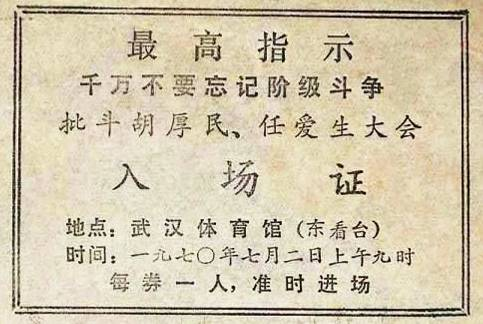 最高指示
千万不要忘记阶级斗争
批斗胡厚民、任爱生大会
入场证
地点：武汉体育馆（东看台）
时间：一九七〇年七月二日上午九时
每券一人，准时进场